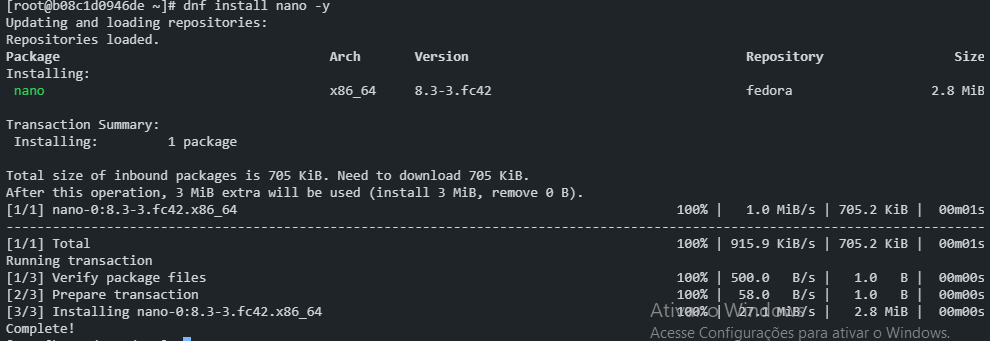 [root@b08c1d0946de ~]# dnf install nano -y
Updating and loading repositories:
Repositories loaded.
Package Arch Version Repository Size
Installing:
nano x86_64 8.3-3.fc42 fedora 2.8 MiB
Transaction Summary:
Installing: 1 package
Total size of inbound packages is 705 KiB. Need to download 705 KiB.
After this operation, 3 MiB extra will be used (install 3 MiB, remove 0 B).
[1/1] nano-0:8.3-3.fc42.x86_64 100% | 1.0 MiB/s | 705.2 KiB | 00m01s
--------------------------------------------------------------------------------
[1/1] Total 100% | 915.9 KiB/s | 705.2 KiB | 00m01s
Running transaction
[1/3] Verify package files 100% | 500.0 B/s | 1.0 B | 00m00s
[2/3] Prepare transaction 100% | 58.0 B/s | 1.0 B | 00m00s
[3/3] Installing nano-0:8.3-3.fc42.x86_64 100% | 27.1 MiB/s | 2.8 MiB | 00m00s
Complete!
Ativar o Windows
Acesse Configurações para ativar o Windows.